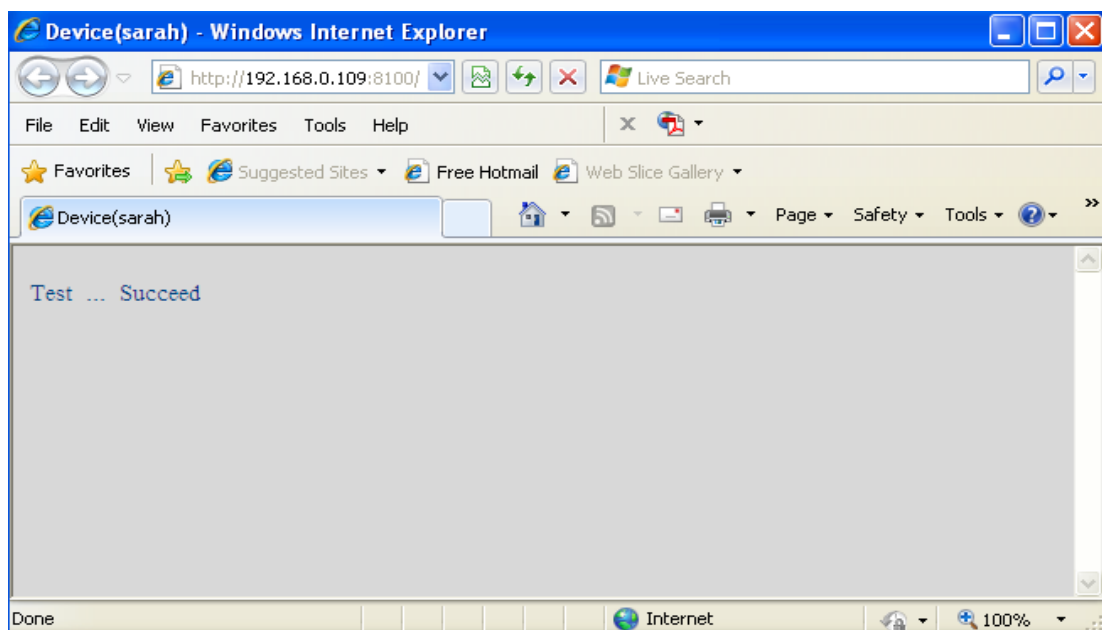 Device(sarah) - Windows Internet Explorer
http://192.168.0.109:8100/ Live Search
File Edit View Favorites Tools Help
Favorites Suggested Sites Free Hotmail Web Slice Gallery
Device(sarah) Page Safety Tools »
Test ... Succeed
Done Internet 100%